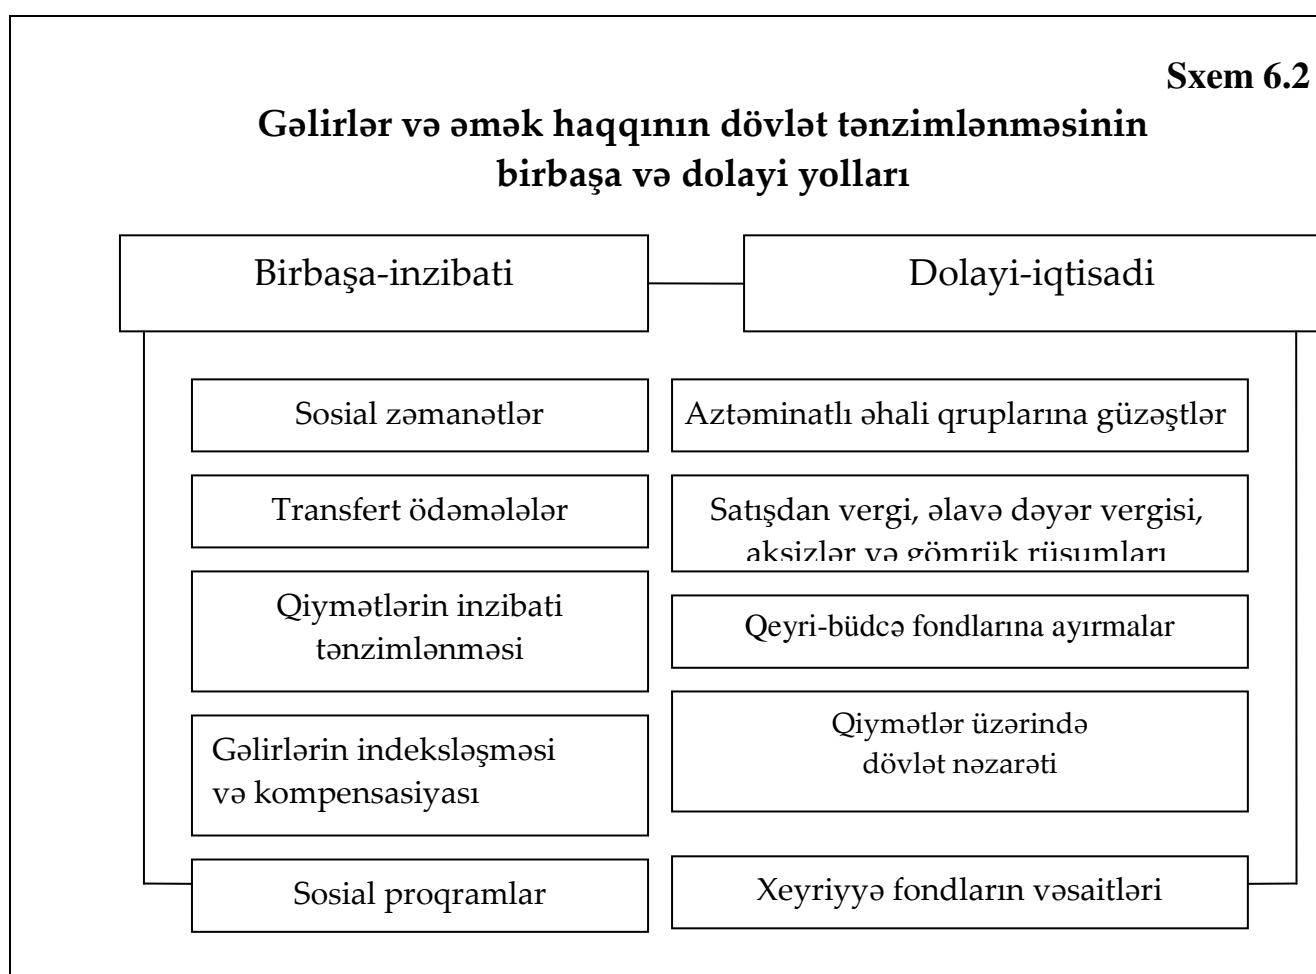 Sxem 6.2
Gəlirlər və əmək haqqının dövlət tənzimlənməsinin
birbaşa və dolayi yolları
Birbaşa-inzibati
Dolayi-iqtisadi
Sosial zəmanətlər
Transfert ödəmələlər
Qiymətlərin inzibati
tənzimlənməsi
Gəlirlərin indeksləşməsi
və kompensasiyası
Sosial proqramlar
Aztəminatlı əhali qruplarına güzəştlər
Satışdan vergi, əlavə dəyər vergisi,
aksizlər və gömrük rüsumları
Qeyri-büdcə fondlarına ayırmalar
Qiymətlər üzərində
dövlət nəzarəti
Xeyriyyə fondların vəsaitləri